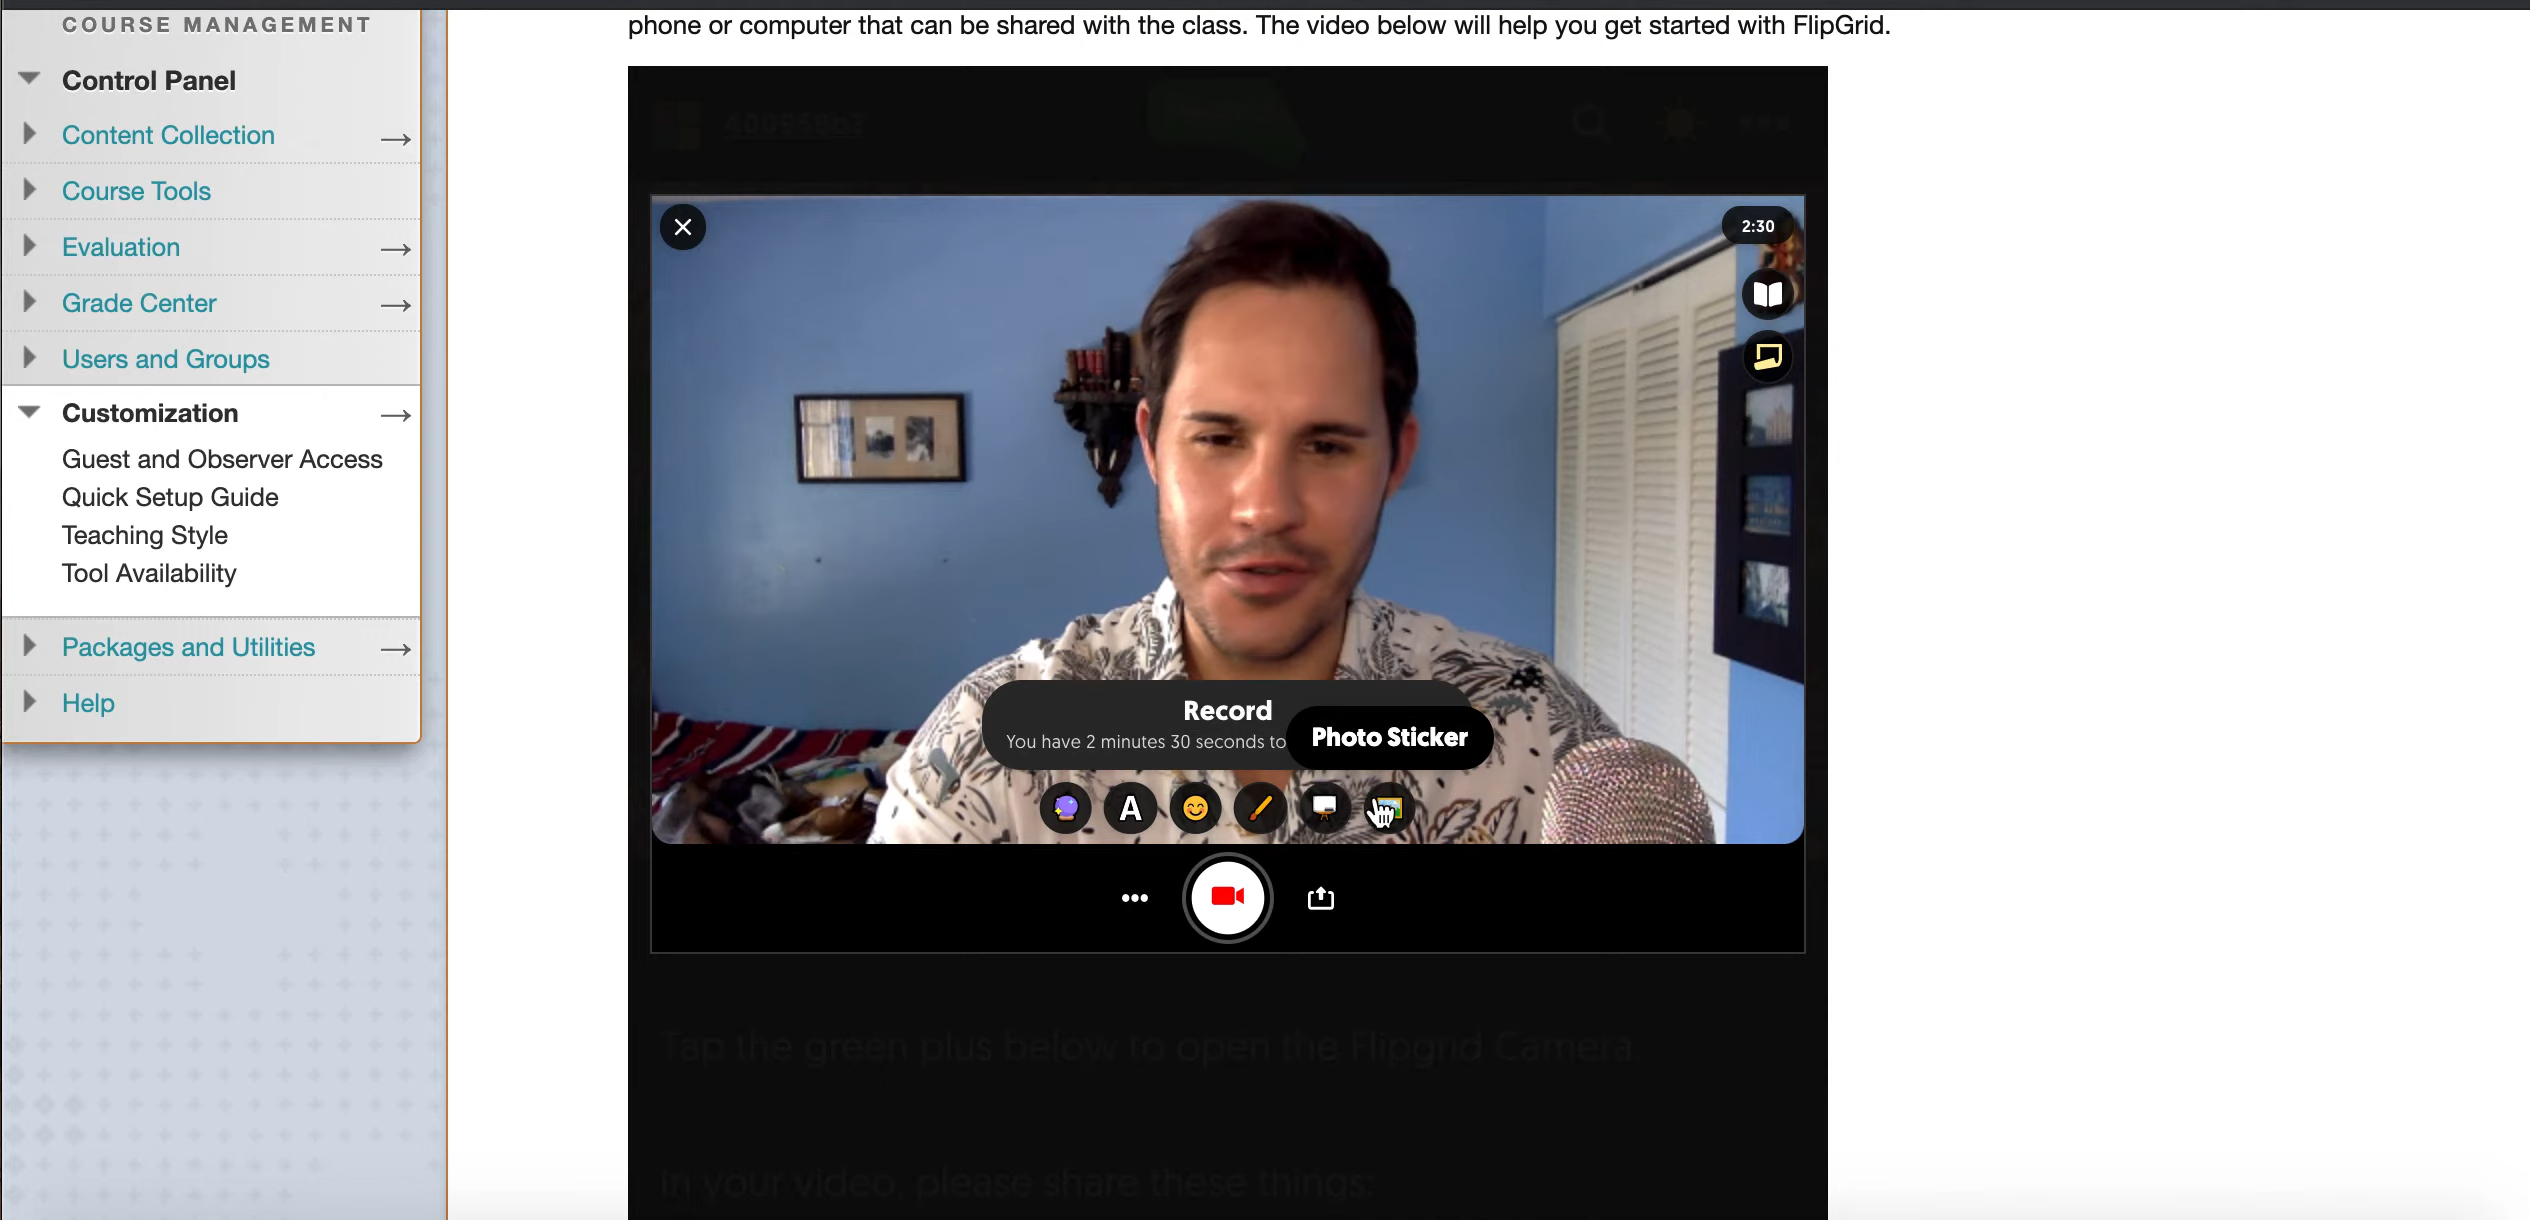 COURSE MANAGEMENT
Control Panel
Content Collection
Course Tools
Evaluation
Grade Center
Users and Groups
Customization
Guest and Observer Access
Quick Setup Guide
Teaching Style
Tool Availability
Packages and Utilities
Help
phone or computer that can be shared with the class. The video below will help you get started with FlipGrid.
2:30
Record
You have 2 minutes 30 seconds to
Photo Sticker
A
Tap the green plus below to open the Flipgrid Camera.
In your video, please share these things: